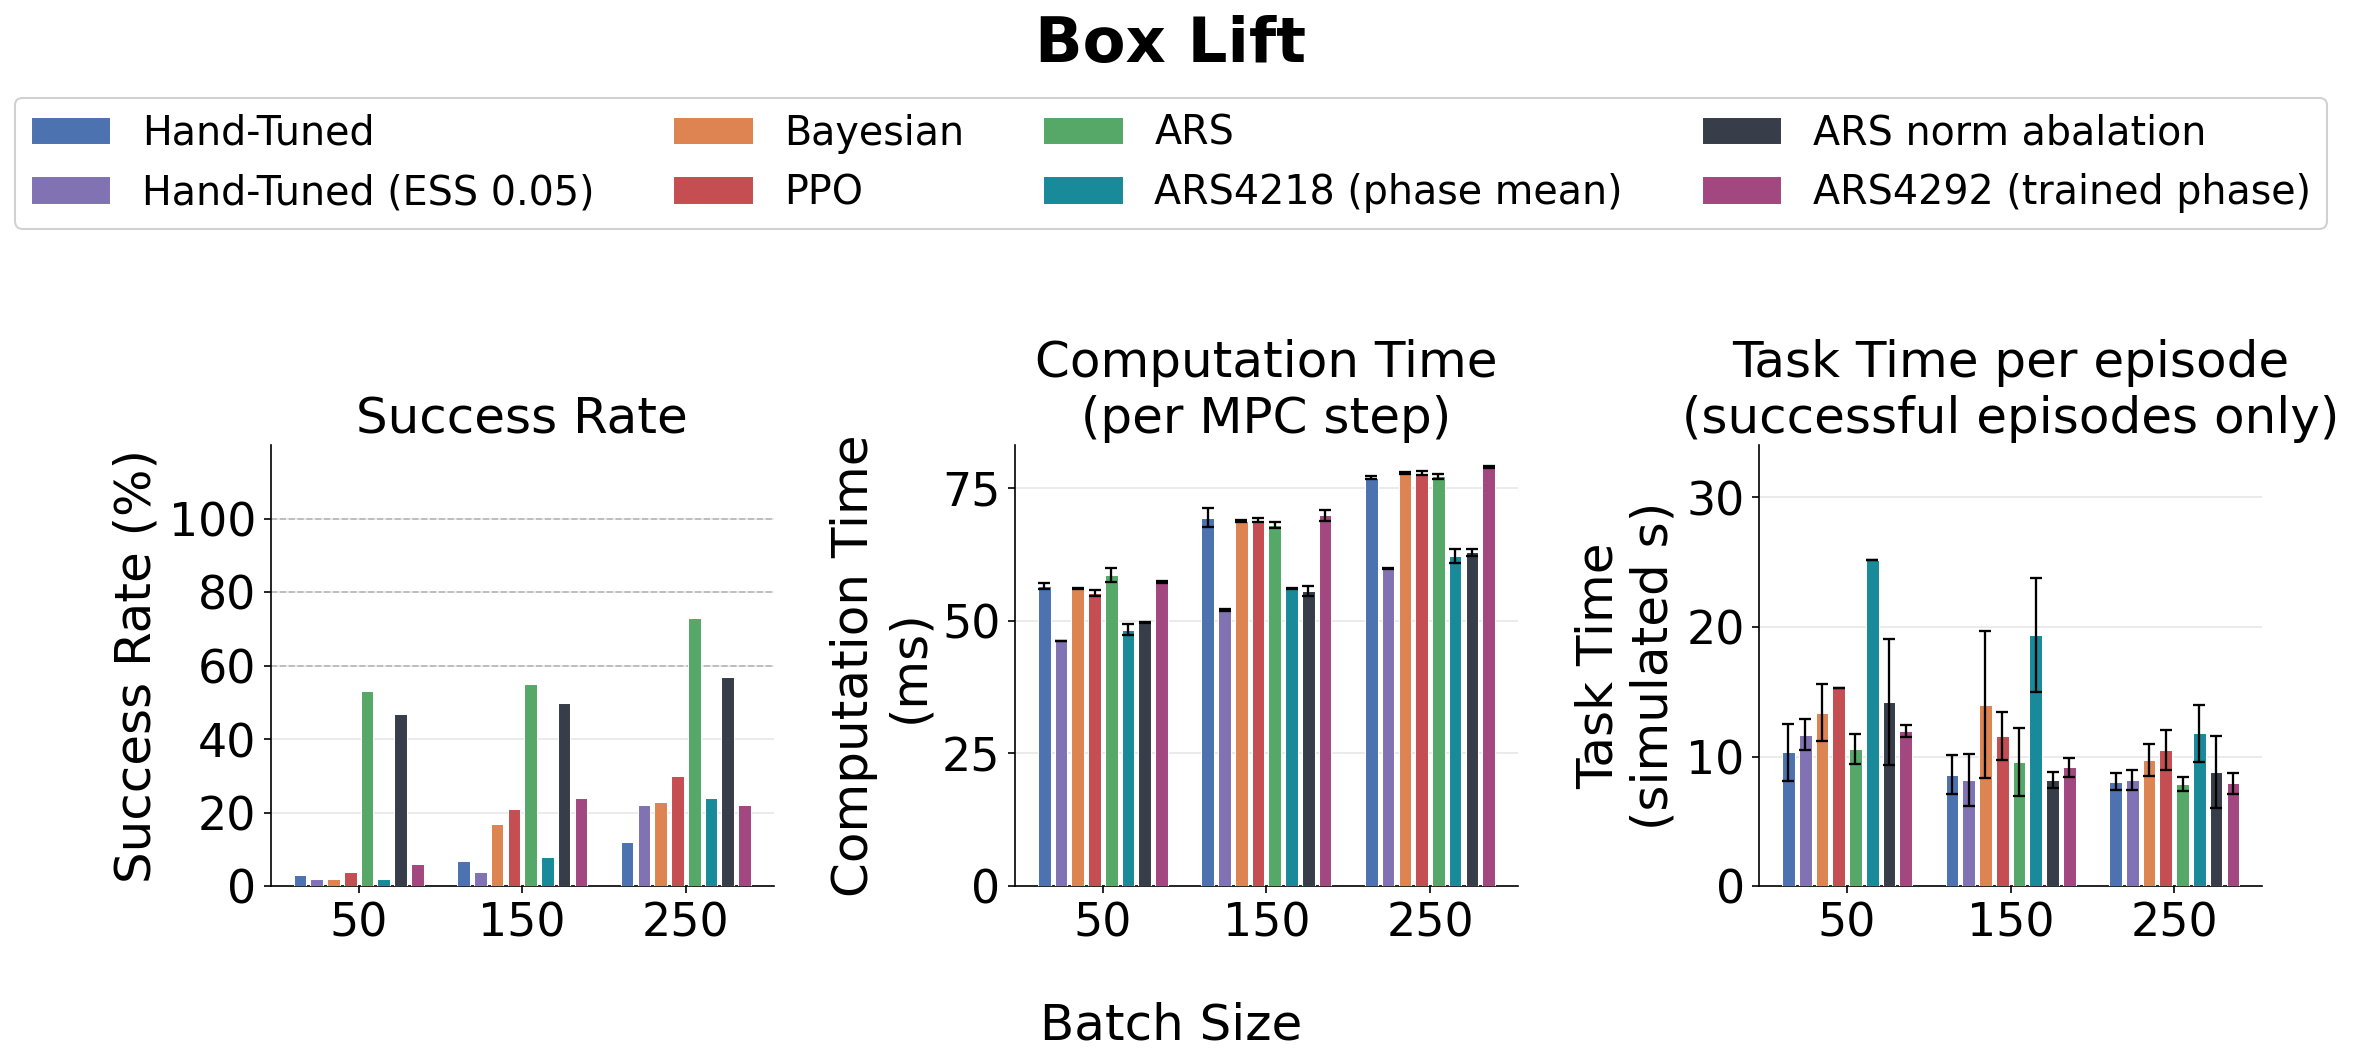 Box Lift
Hand-Tuned
Bayesian
ARS
ARS norm abalation
Hand-Tuned (ESS 0.05)
PPO
ARS4218 (phase mean)
ARS4292 (trained phase)
Success Rate
Success Rate (%)
100
80
60
40
20
0
50 150 250
Computation Time
(per MPC step)
Computation Time
(ms)
75
50
25
0
50 150 250
Task Time per episode
(successful episodes only)
Task Time
(simulated s)
30
20
10
0
50 150 250
Batch Size